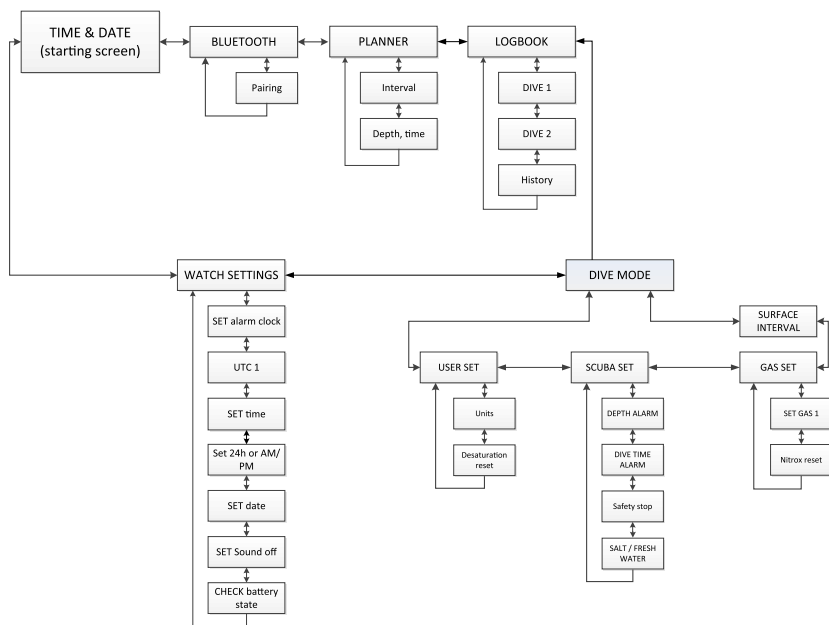 TIME & DATE
(starting screen)
BLUETOOTH
PLANNER
LOGBOOK
Pairing
Interval
DIVE 1
Depth, time
DIVE 2
History
WATCH SETTINGS
DIVE MODE
SET alarm clock
SURFACE
INTERVAL
UTC 1
USER SET
SCUBA SET
GAS SET
SET time
Units
DEPTH ALARM
SET GAS 1
Set 24h or AM/
PM
Desaturation
reset
DIVE TIME
ALARM
Nitrox reset
SET date
Safety stop
SET Sound off
SALT / FRESH
WATER
CHECK battery
state